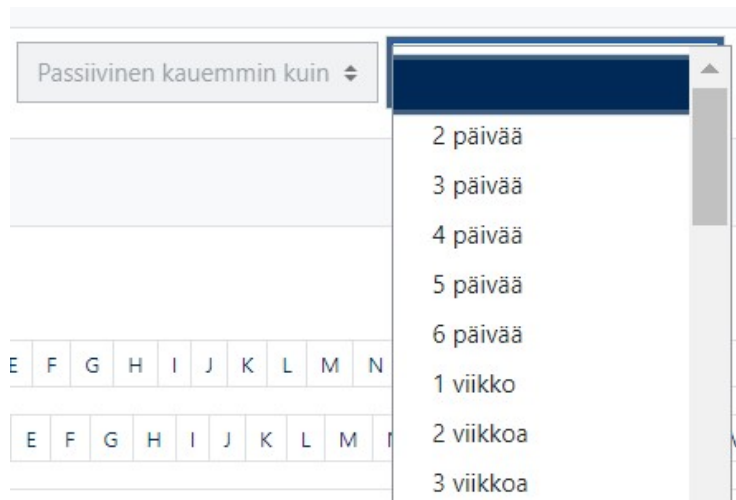 Passiivinen kauemmin kuin
2 päivää
3 päivää
4 päivää
5 päivää
6 päivää
1 viikko
2 viikkoa
3 viikkoa
E F G H I J K L M N
E F G H I J K L M